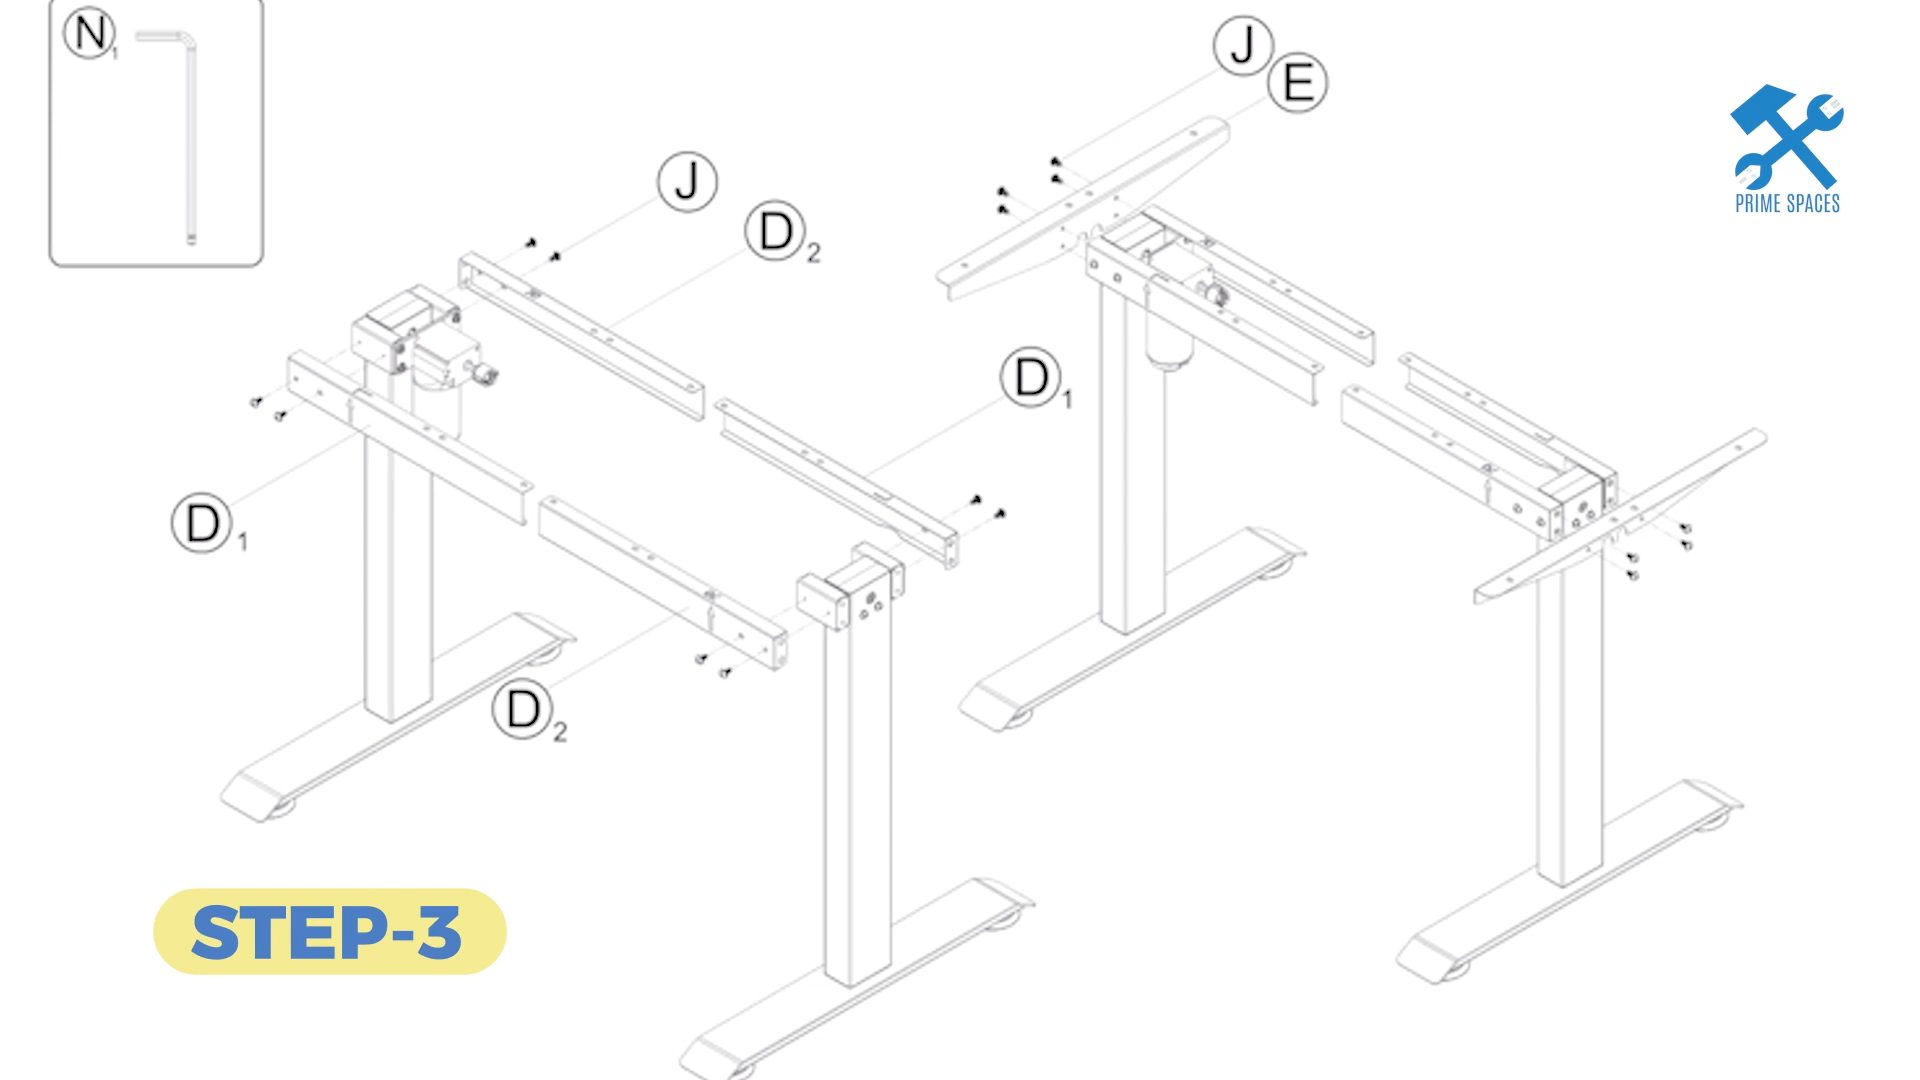 N1
J
E
J
D2
D1
D1
D2
PRIME SPACES
STEP-3